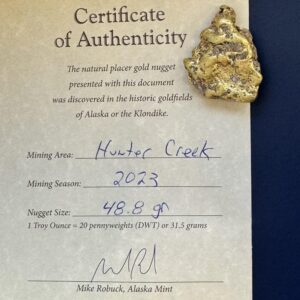 Certificate
of Authenticity
The natural placer gold nugget
presented with this document
was discovered in the historic goldfields
of Alaska or the Klondike.
Mining Area: Hunter Creek
Mining Season: 2023
Nugget Size: 48.8 gr
1 Troy Ounce = 20 pennyweights (DWT) or 31.5 grams
Mike Robuck, Alaska Mint